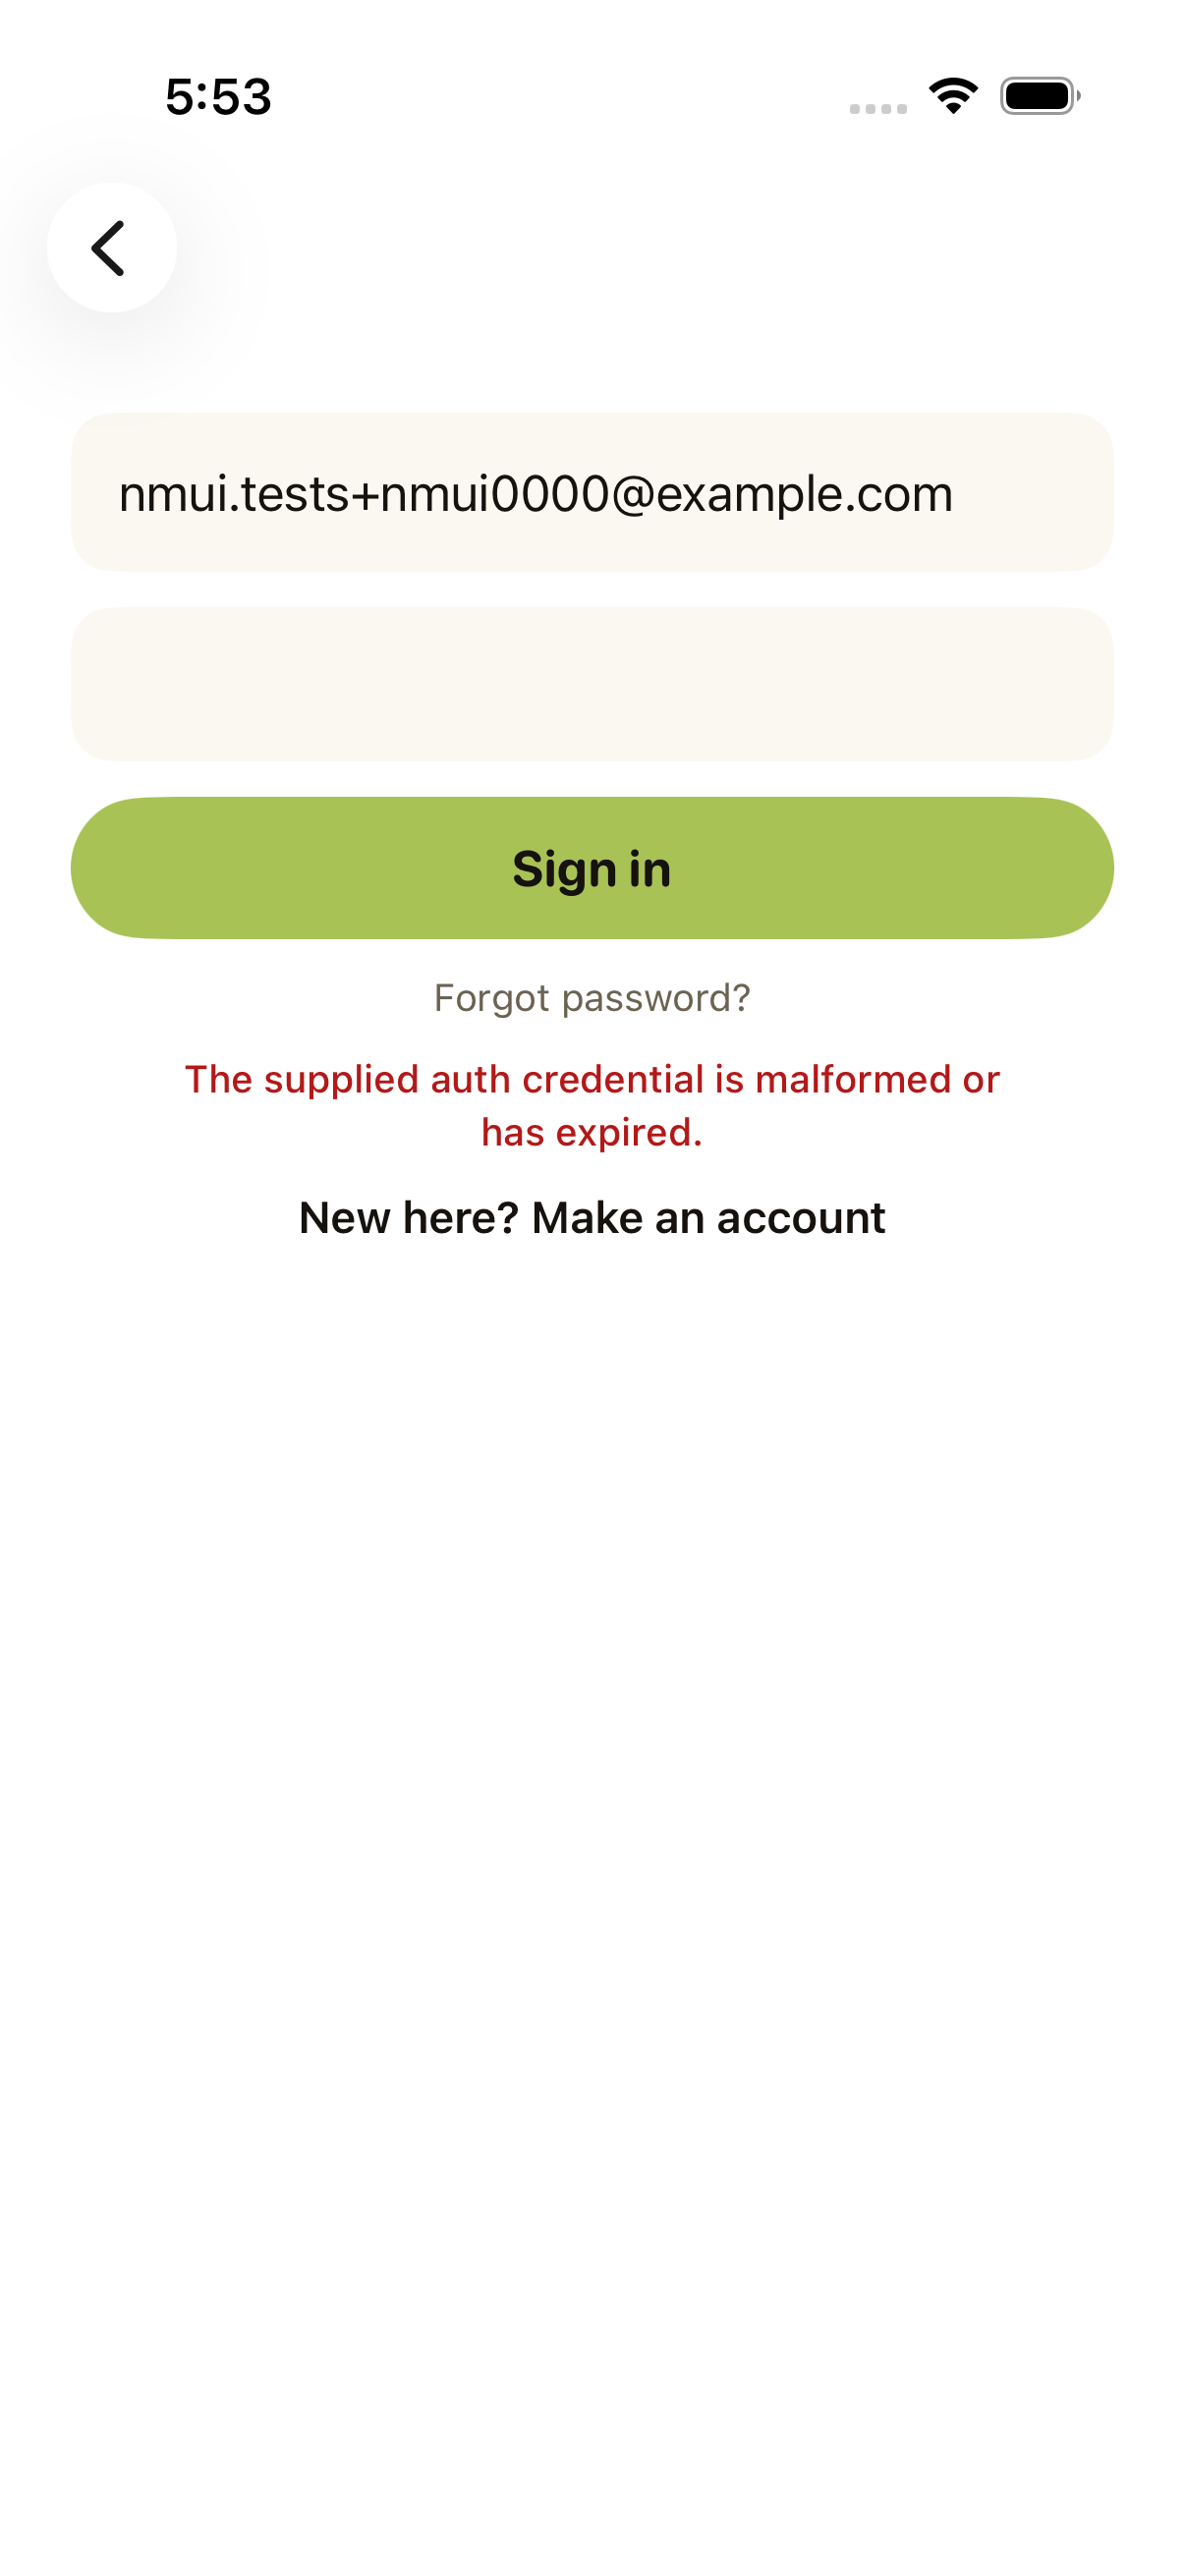 5:53
nmui.tests+nmui0000@example.com
Sign in
Forgot password?
The supplied auth credential is malformed or
has expired.
New here? Make an account